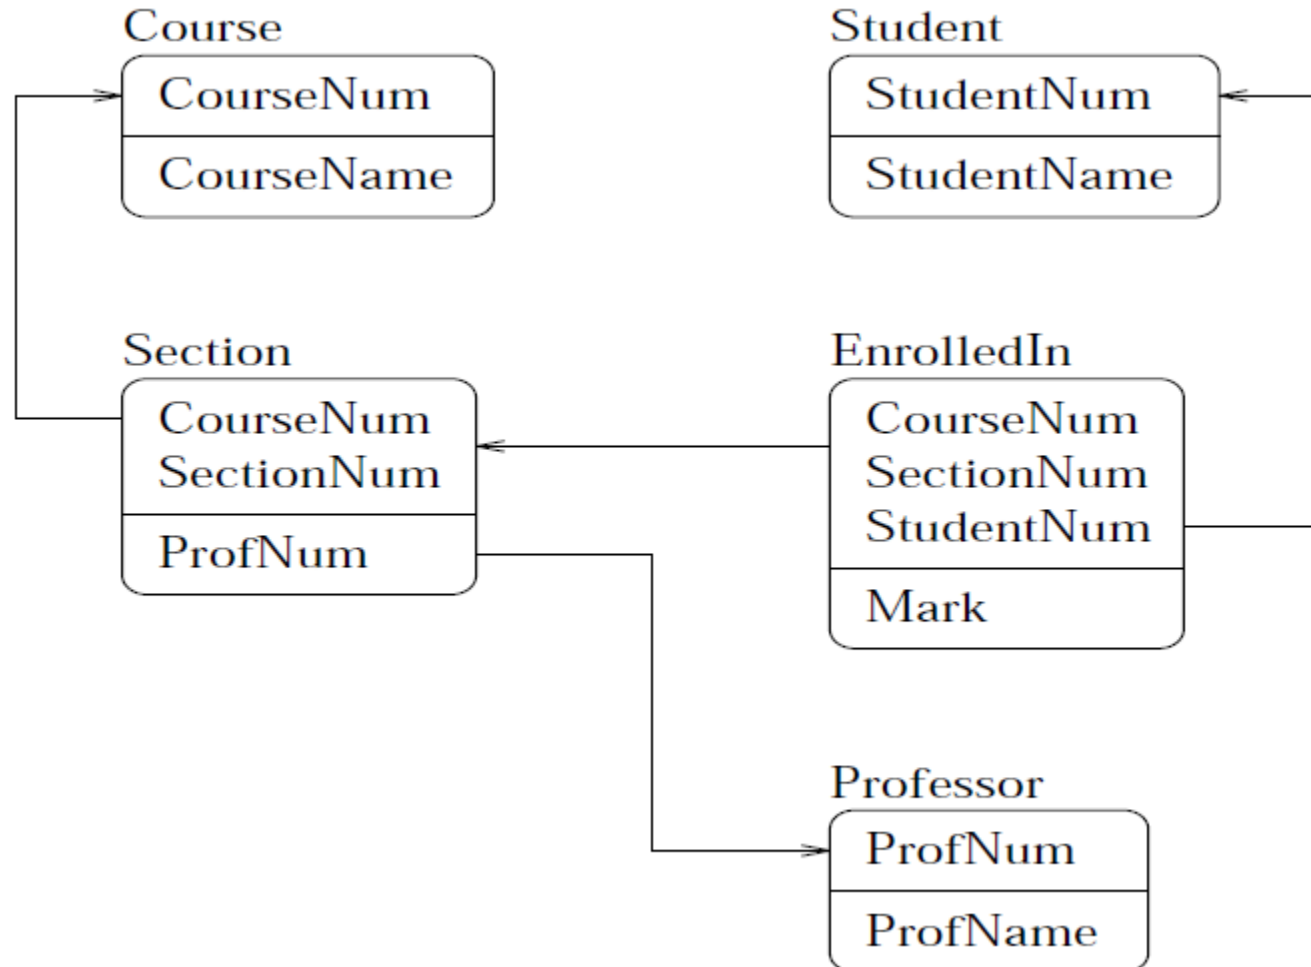 Course
CourseNum
CourseName
Student
StudentNum
StudentName
Section
CourseNum
SectionNum
ProfNum
EnrolledIn
CourseNum
SectionNum
StudentNum
Mark
Professor
ProfNum
ProfName